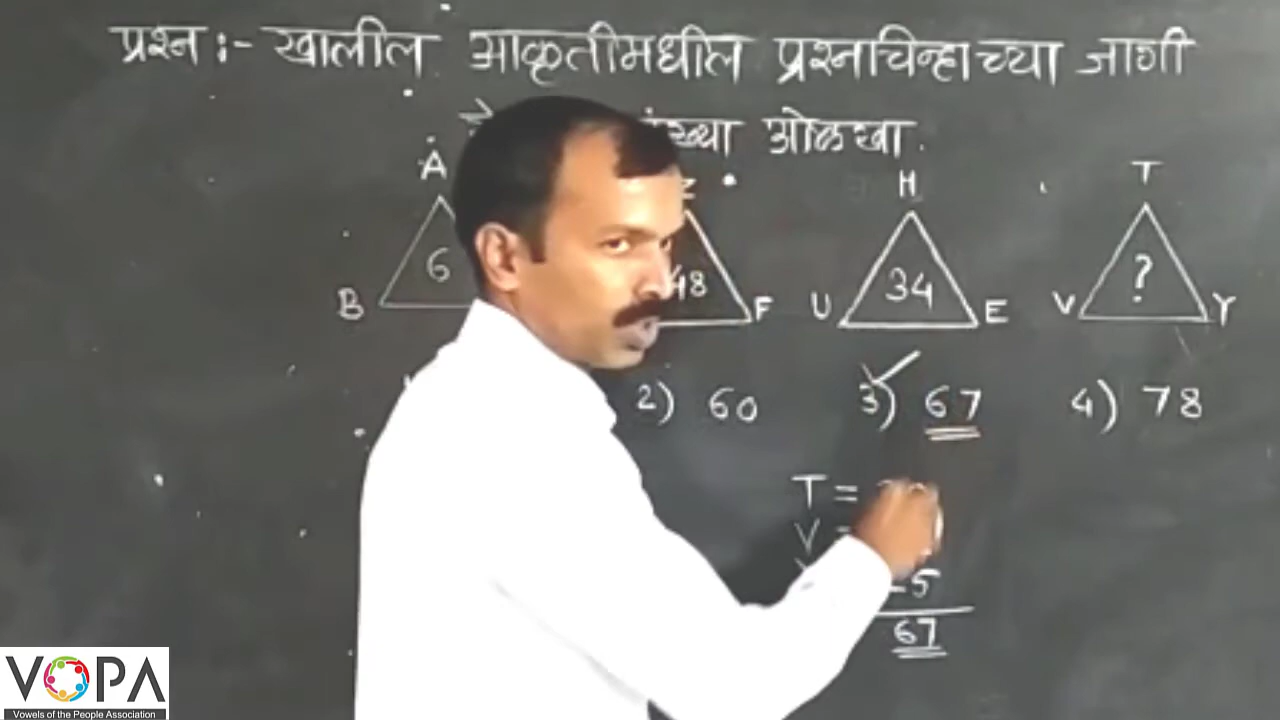 प्रश्न :- खालील आकृतीमधील प्रश्नचिन्हाच्या जागी
ओळखा.
A
H
T
6
48
34
?
B
F
U
E
V
Y
2) 60
3) 67
4) 78
T =
V
5
67
VOPA
Vowels of the People Association